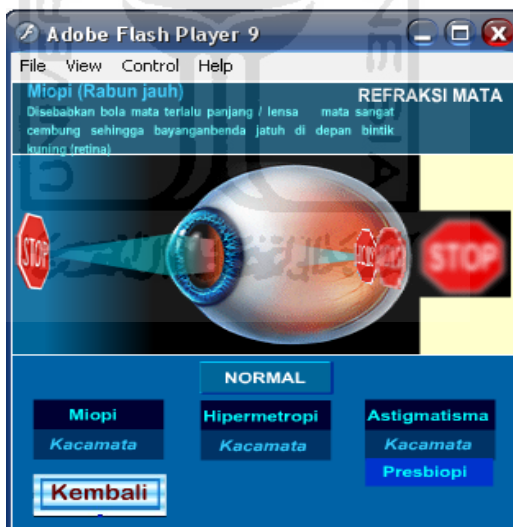 Adobe Flash Player 9
File View Control Help
Miopi (Rabun jauh)
REFRAKSI MATA
Disebabkan bola mata terlalu panjang / lensa mata sangat
cembung sehingga bayanganbenda jatuh di depan bintik
kuning (retina)
STOP
STOP
NORMAL
Miopi
Hipermetropi
Astigmatisma
Kacamata
Kacamata
Kacamata
Presbiopi
Kembali